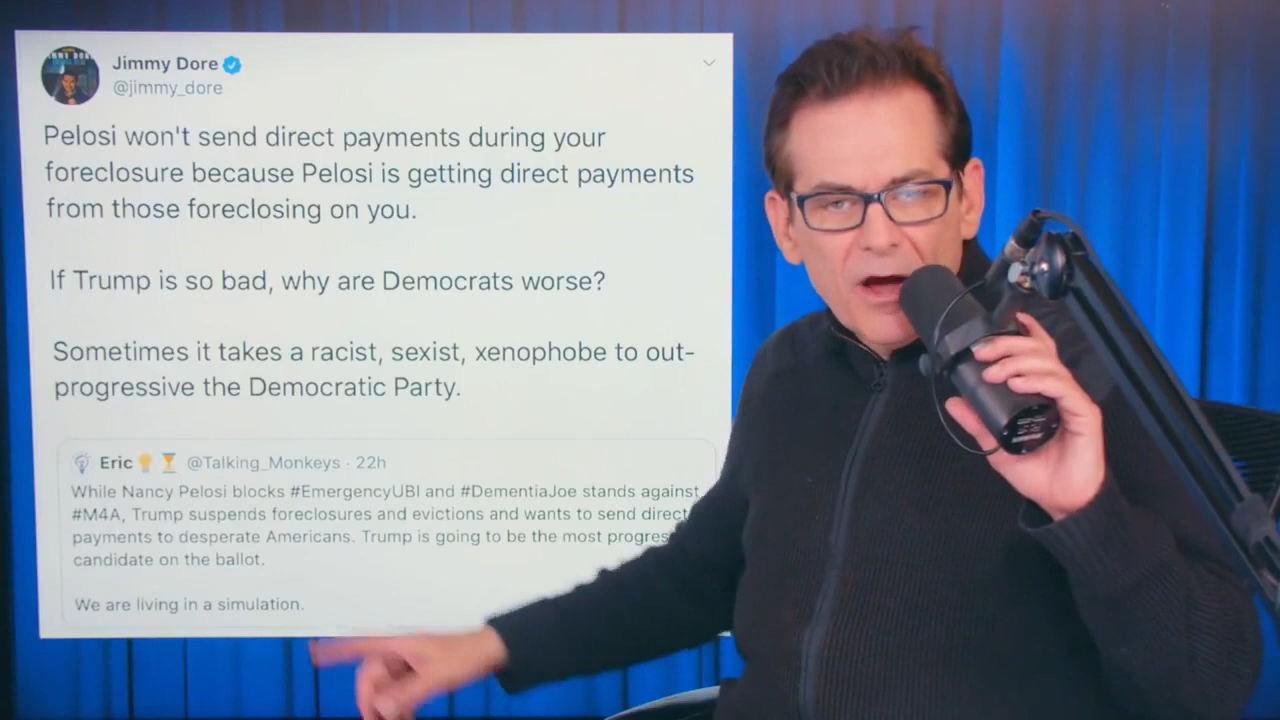 Jimmy Dore
@jimmy_dore
Pelosi won't send direct payments during your
foreclosure because Pelosi is getting direct payments
from those foreclosing on you.
If Trump is so bad, why are Democrats worse?
Sometimes it takes a racist, sexist, xenophobe to out-
progressive the Democratic Party.
Eric @Talking_Monkeys · 22h
While Nancy Pelosi blocks #EmergencyUBI and #DementiaJoe stands against
#M4A, Trump suspends foreclosures and evictions and wants to send direct
payments to desperate Americans. Trump is going to be the most progres
candidate on the ballot.
We are living in a simulation.